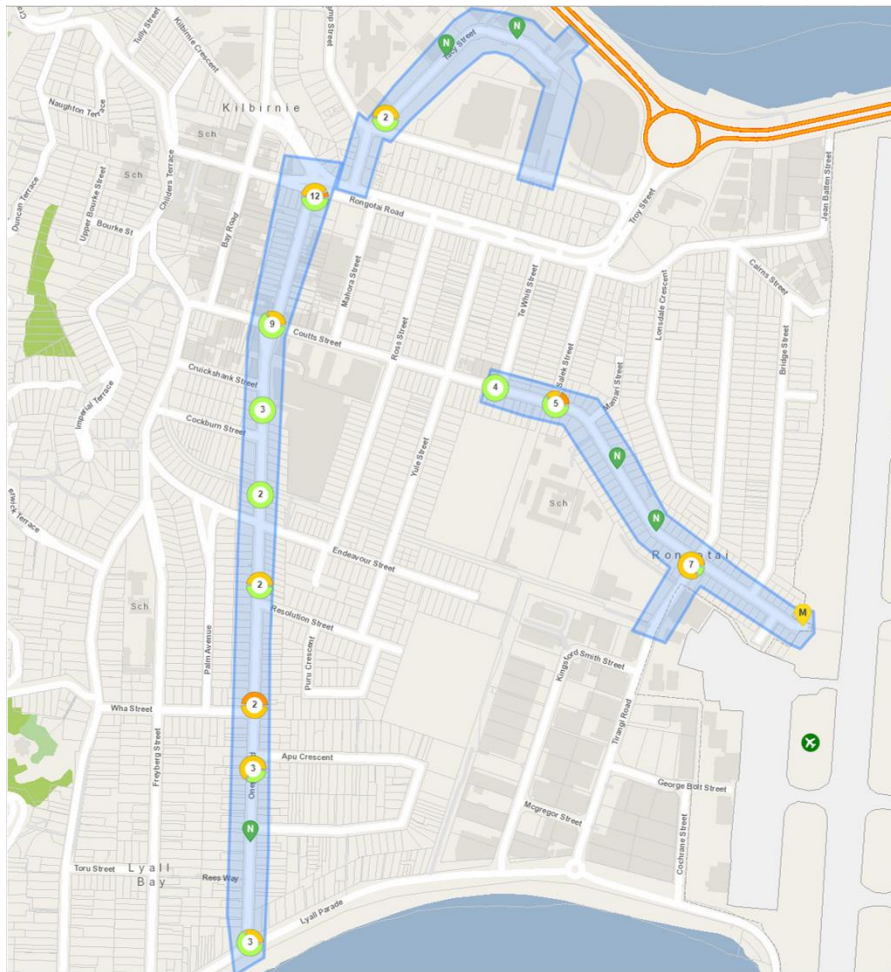 Tully Street
Kilbirnie Crescent
Naughton Terrace
Kilbirnie
Sch
Duncan Terrace
Upper Bourke Street
Sch
Childers Terrace
Bourke St
Bay Road
N
N
2
12
Rongotai Road
Troy Street
Jean Batten Street
Mahora Street
Cairns Street
Te Whiti Street
Lonsdale Crescent
Bridge Street
9
Coutts Street
Ross Street
Cruickshank Street
Imperial Terrace
3
Cockburn Street
4
5
Salek Street
Mamari Street
N
Yule Street
2
Sch
N
Endeavour Street
Rongotai
7
2
Sch
Resolution Street
M
Palm Avenue
Puru Crescent
Kingsford Smith Street
Wha Street
2
Freyberg Street
Tirangi Road
Apu Crescent
3
George Bolt Street
Mcgregor Street
N
Cochrane Street
Toru Street
Lyall
Bay
Rees Way
Lyall Parade
3